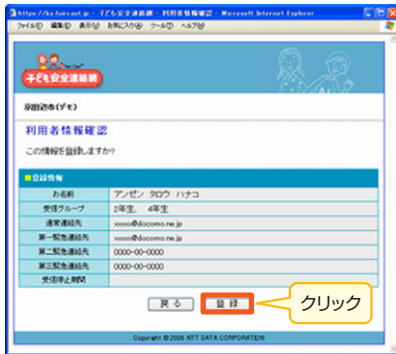 子ども安全連絡網 - 利用者情報確認 - Microsoft Internet Explorer
ファイル(F) 編集(E) 表示(V) お気に入り(A) ツール(T) ヘルプ(H)
子ども安全連絡網
利用者情報確認
この情報を登録しますか?
■登録情報
お名前 アンゼン タロウ ハナコ
受信グループ 2年生、 4年生
通常連絡先 xxxxx@docomo.ne.jp
第一緊急連絡先 xxxxx@docomo.ne.jp
第二緊急連絡先 0000-00-0000
第三緊急連絡先 0000-00-0000
受信停止期間
戻る 登録 クリック
Copyright © 2006 NTT DATA CORPORATION